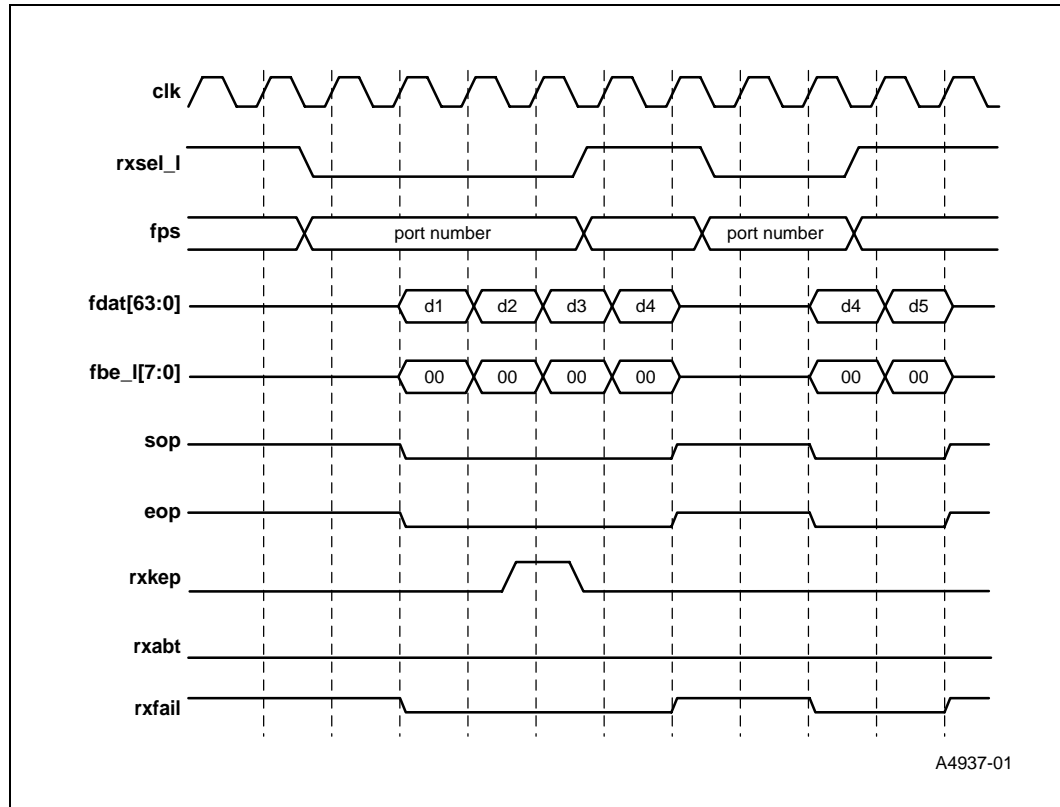 clk
rxsel_l
fps port number port number
fdat[63:0] d1 d2 d3 d4 d4 d5
fbe_l[7:0] 00 00 00 00 00 00
sop
eop
rxkep
rxabt
rxfail
A4937-01